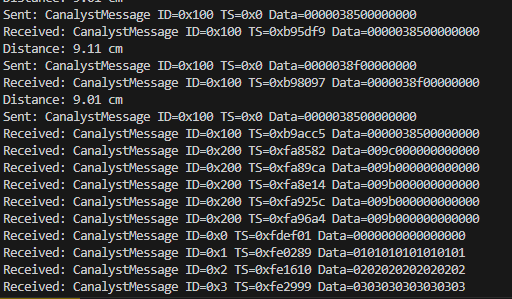 Sent: CanalystMessage ID=0x100 TS=0x0 Data=0000038500000000
Received: CanalystMessage ID=0x100 TS=0xb95df9 Data=0000038500000000
Distance: 9.11 cm
Sent: CanalystMessage ID=0x100 TS=0x0 Data=0000038f00000000
Received: CanalystMessage ID=0x100 TS=0xb98097 Data=0000038f00000000
Distance: 9.01 cm
Sent: CanalystMessage ID=0x100 TS=0x0 Data=0000038500000000
Received: CanalystMessage ID=0x100 TS=0xb9acc5 Data=0000038500000000
Received: CanalystMessage ID=0x200 TS=0xfa8582 Data=009c000000000000
Received: CanalystMessage ID=0x200 TS=0xfa89ca Data=009b000000000000
Received: CanalystMessage ID=0x200 TS=0xfa8e14 Data=009b000000000000
Received: CanalystMessage ID=0x200 TS=0xfa925c Data=009b000000000000
Received: CanalystMessage ID=0x200 TS=0xfa96a4 Data=009b000000000000
Received: CanalystMessage ID=0x0 TS=0xfdef01 Data=0000000000000000
Received: CanalystMessage ID=0x1 TS=0xfe0289 Data=0101010101010101
Received: CanalystMessage ID=0x2 TS=0xfe1610 Data=0202020202020202
Received: CanalystMessage ID=0x3 TS=0xfe2999 Data=0303030303030303